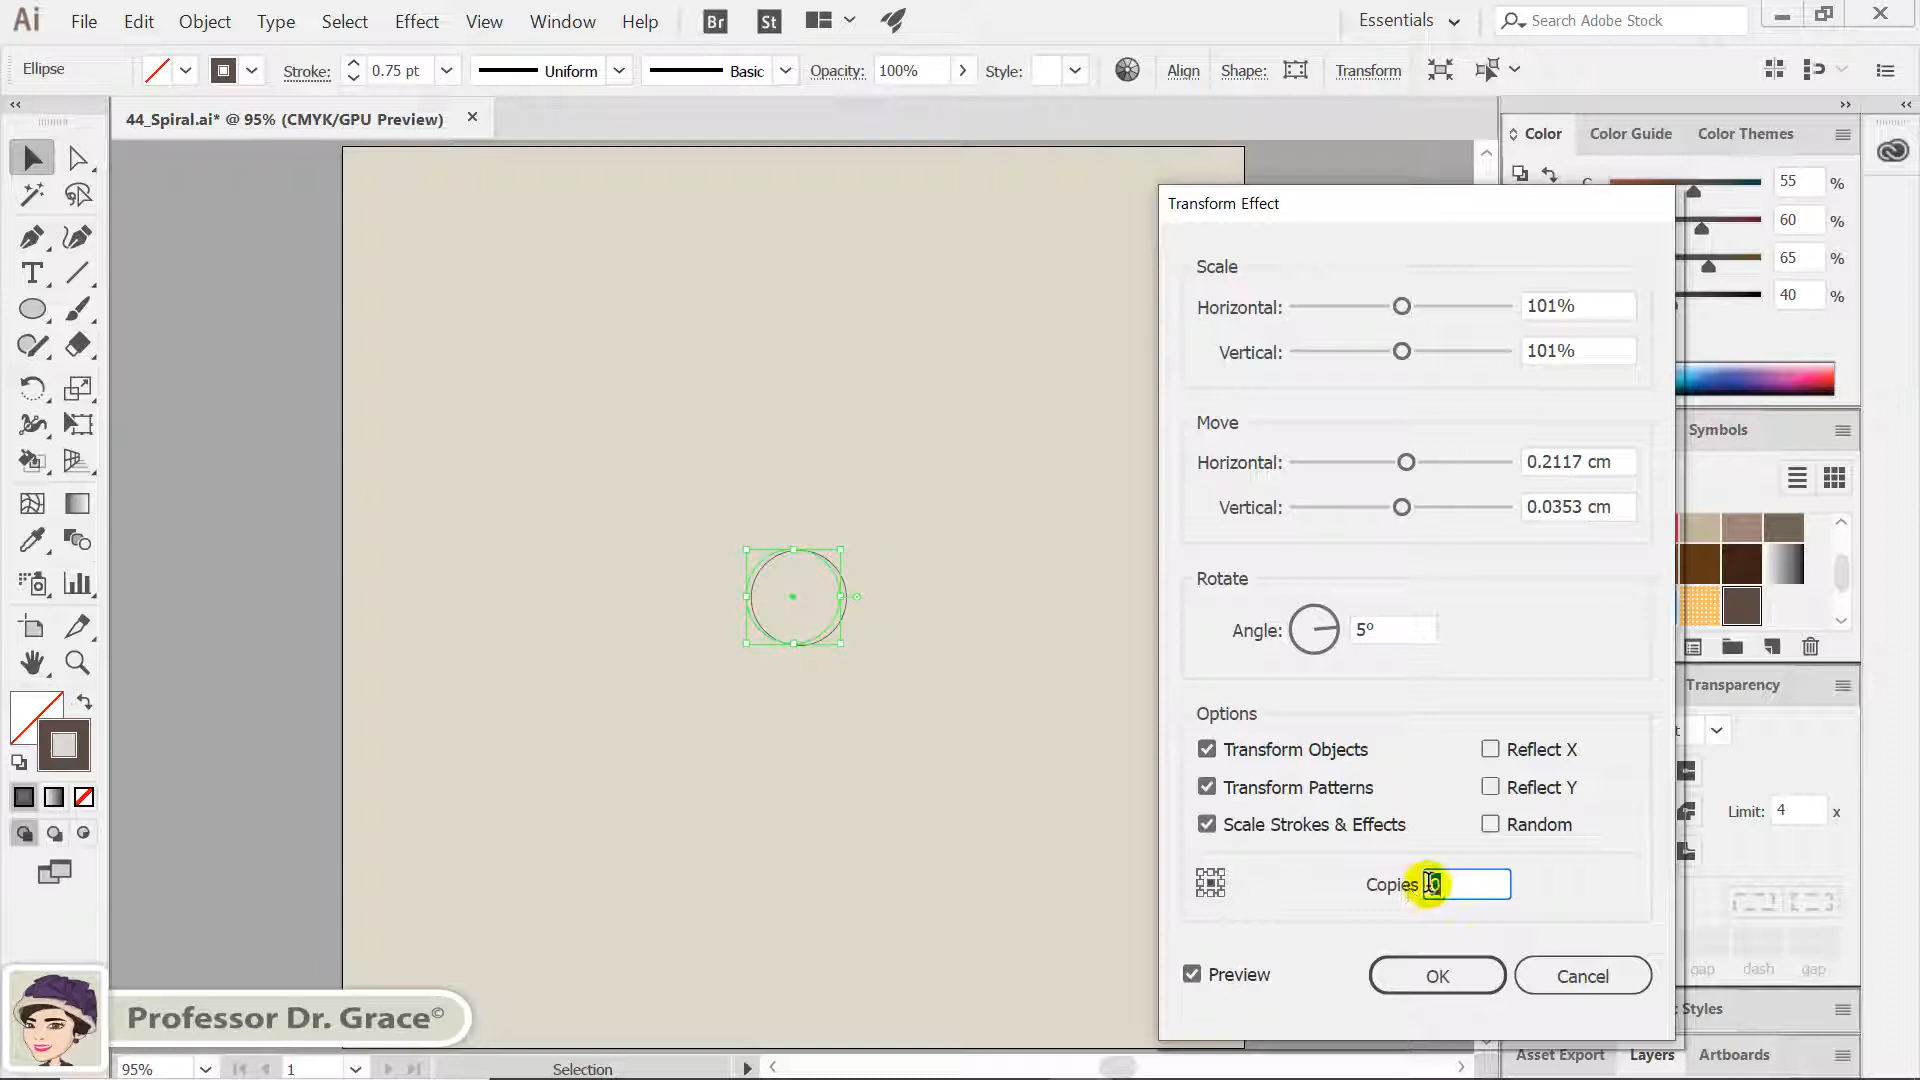 Ai File Edit Object Type Select Effect View Window Help Br St Essentials Search Adobe Stock
Ellipse Stroke: 0.75 pt Uniform Basic Opacity: 100% Style: Align Shape: Transform
44_Spiral.ai* @ 95% (CMYK/GPU Preview)
Color Color Guide Color Themes
55 %
60 %
65 %
40 %
Transform Effect
Scale
Horizontal: 101%
Vertical: 101%
Move
Horizontal: 0.2117 cm
Vertical: 0.0353 cm
Rotate
Angle: 5°
Options
Transform Objects Reflect X
Transform Patterns Reflect Y
Scale Strokes & Effects Random
Copies 0
Preview OK Cancel
Symbols
Transparency
Limit: 4 x
gap dash gap
Styles
Asset Export Layers Artboards
Professor Dr. Grace©
95% 1 Selection